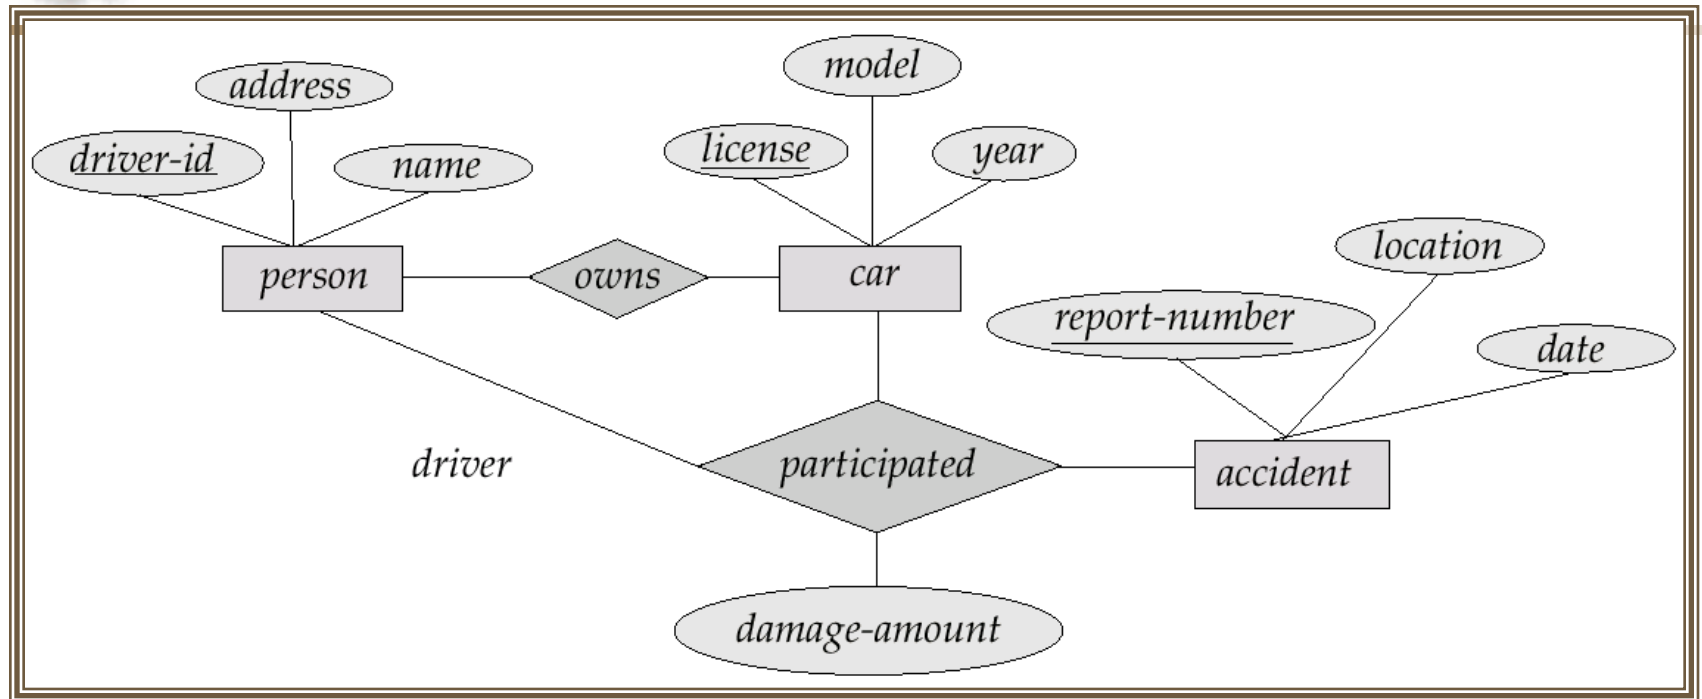 model
address
license
year
driver-id
name
location
person
owns
car
report-number
date
driver
participated
accident
damage-amount